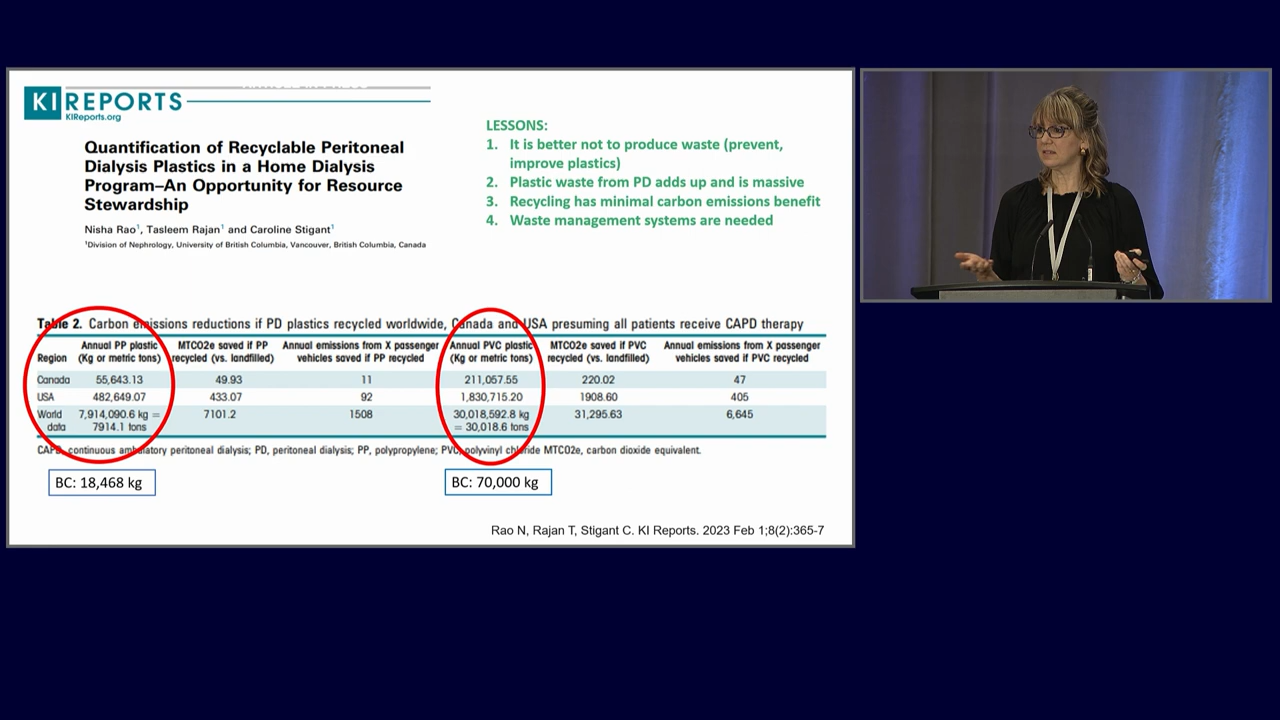 KI REPORTS
KIReports.org
Quantification of Recyclable Peritoneal
Dialysis Plastics in a Home Dialysis
Program–An Opportunity for Resource
Stewardship
Nisha Rao1, Tasleem Rajan1 and Caroline Stigant1
1Division of Nephrology, University of British Columbia, Vancouver, British Columbia, Canada
LESSONS:
1. It is better not to produce waste (prevent,
improve plastics)
2. Plastic waste from PD adds up and is massive
3. Recycling has minimal carbon emissions benefit
4. Waste management systems are needed
Table 2. Carbon emissions reductions if PD plastics recycled worldwide, Canada and USA presuming all patients receive CAPD therapy
Annual PP plastic MTCO2e saved if PP Annual emissions from X passenger Annual PVC plastic MTCO2e saved if PVC Annual emissions from X passenger
Region (Kg or metric tons) recycled (vs. landfilled) vehicles saved if PP recycled (Kg or metric tons) recycled (vs. landfilled) vehicles saved if PVC recycled
Canada 55,643.13 49.93 11 211,057.55 220.02 47
USA 482,649.07 433.07 92 1,830,715.20 1908.60 405
World 7,914,090.6 kg = 7101.2 1508 30,018,592.8 kg 31,295.63 6,645
data 7914.1 tons = 30,018.6 tons
CAPD, continuous ambulatory peritoneal dialysis; PD, peritoneal dialysis; PP, polypropylene; PVC, polyvinyl chloride MTCO2e, carbon dioxide equivalent.
BC: 18,468 kg
BC: 70,000 kg
Rao N, Rajan T, Stigant C. KI Reports. 2023 Feb 1;8(2):365-7